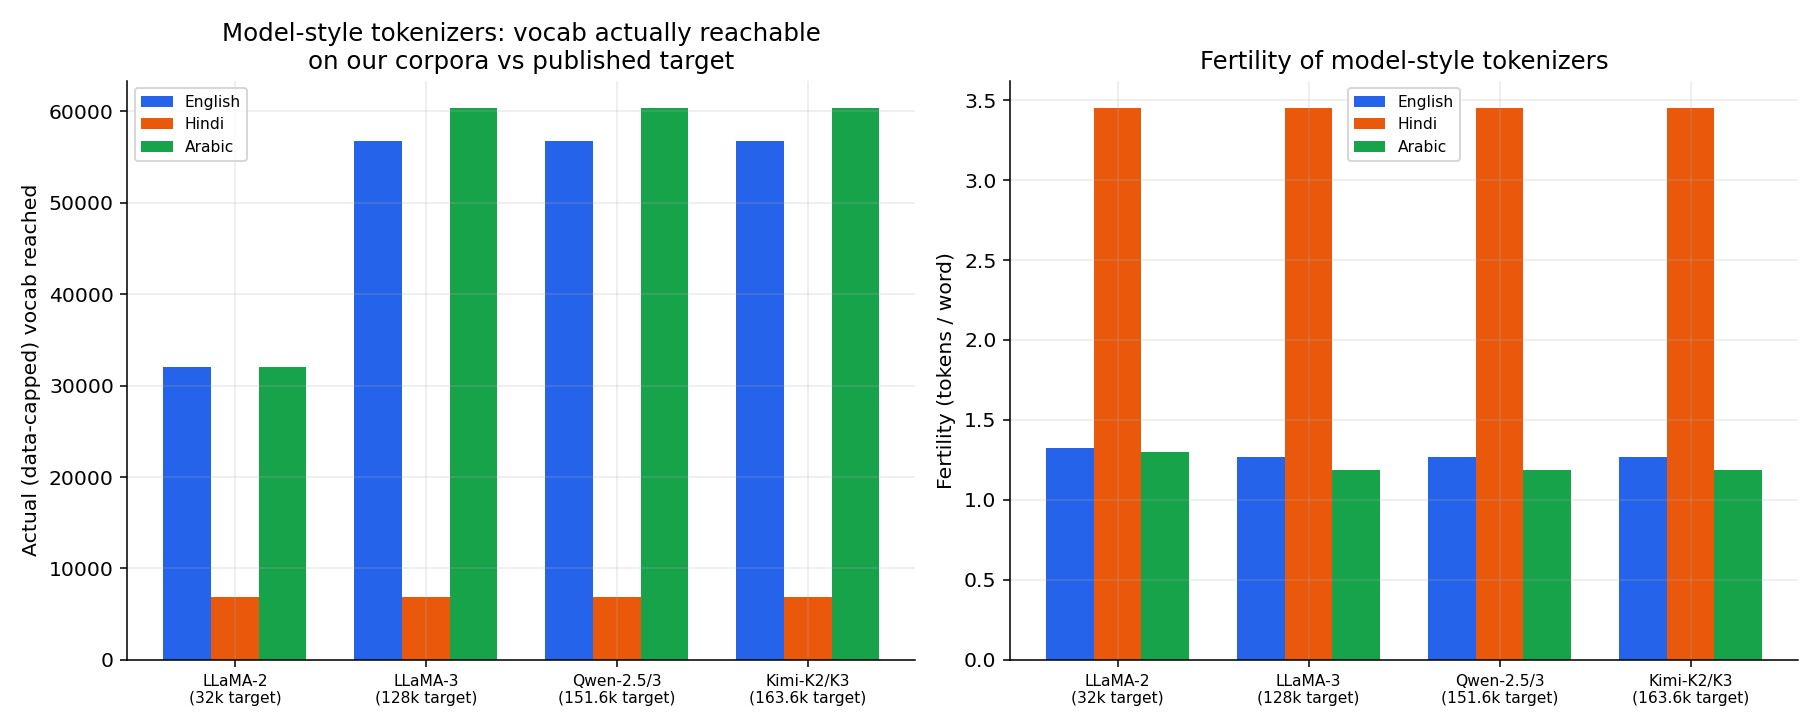 Model-style tokenizers: vocab actually reachable
on our corpora vs published target
English
Hindi
Arabic
Actual (data-capped) vocab reached
60000
50000
40000
30000
20000
10000
0
LLaMA-2
(32k target)
LLaMA-3
(128k target)
Qwen-2.5/3
(151.6k target)
Kimi-K2/K3
(163.6k target)
Fertility of model-style tokenizers
English
Hindi
Arabic
Fertility (tokens / word)
3.5
3.0
2.5
2.0
1.5
1.0
0.5
0.0
LLaMA-2
(32k target)
LLaMA-3
(128k target)
Qwen-2.5/3
(151.6k target)
Kimi-K2/K3
(163.6k target)